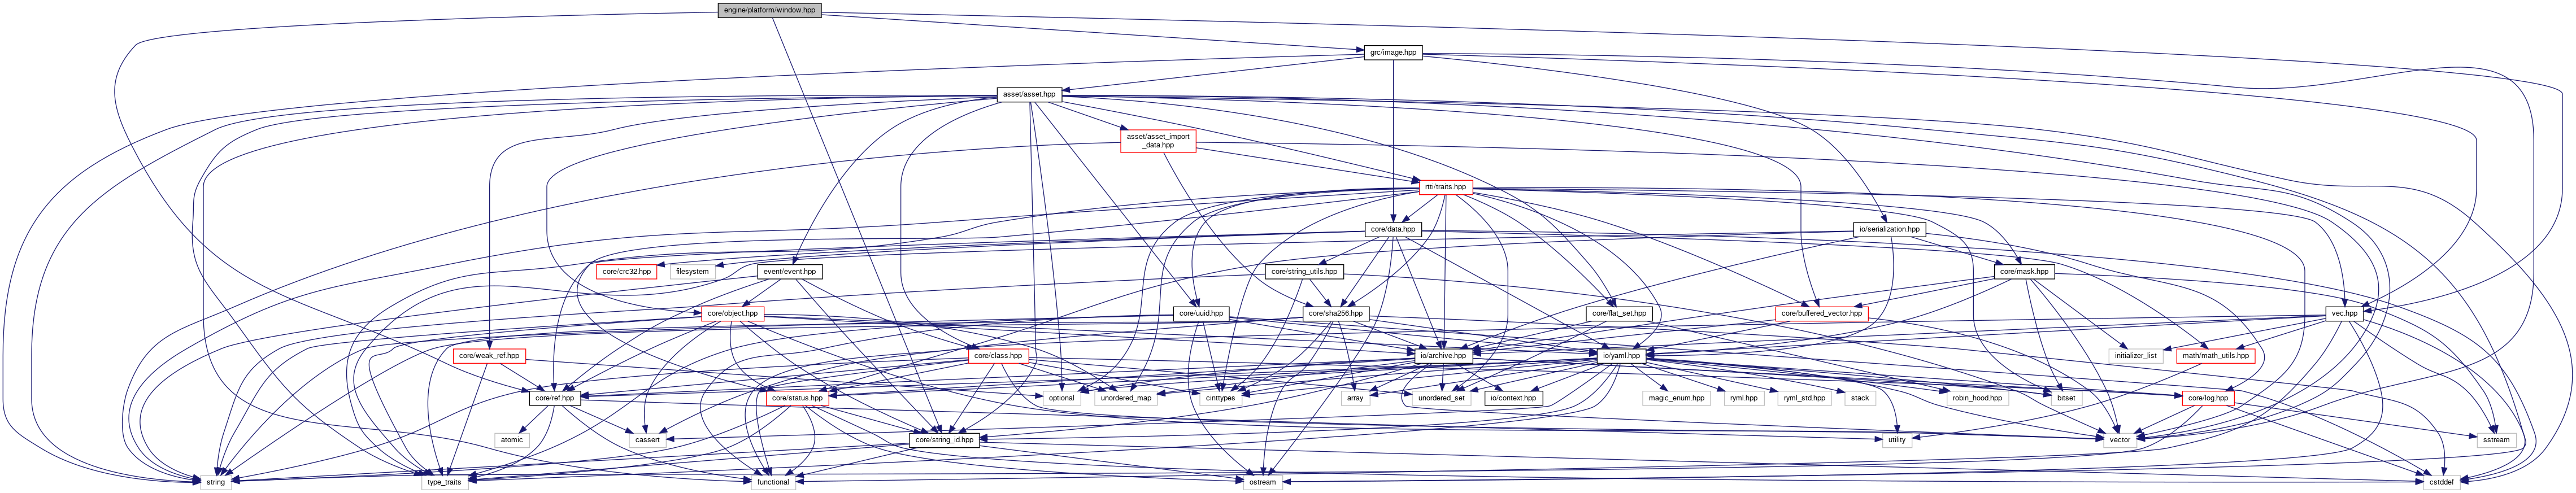 engine/platform/window.hpp
grc/image.hpp
asset/asset.hpp
asset/asset_import
_data.hpp
rtti/traits.hpp
core/data.hpp
io/serialization.hpp
core/crc32.hpp
filesystem
event/event.hpp
core/string_utils.hpp
core/mask.hpp
core/object.hpp
core/uuid.hpp
core/sha256.hpp
core/flat_set.hpp
core/buffered_vector.hpp
vec.hpp
core/weak_ref.hpp
core/class.hpp
io/archive.hpp
io/yaml.hpp
initializer_list
math/math_utils.hpp
core/ref.hpp
core/status.hpp
optional
unordered_map
cinttypes
unordered_set
io/context.hpp
array
magic_enum.hpp
ryml.hpp
ryml_std.hpp
stack
robin_hood.hpp
bitset
core/log.hpp
atomic
cassert
core/string_id.hpp
utility
vector
sstream
string
type_traits
functional
ostream
cstddef